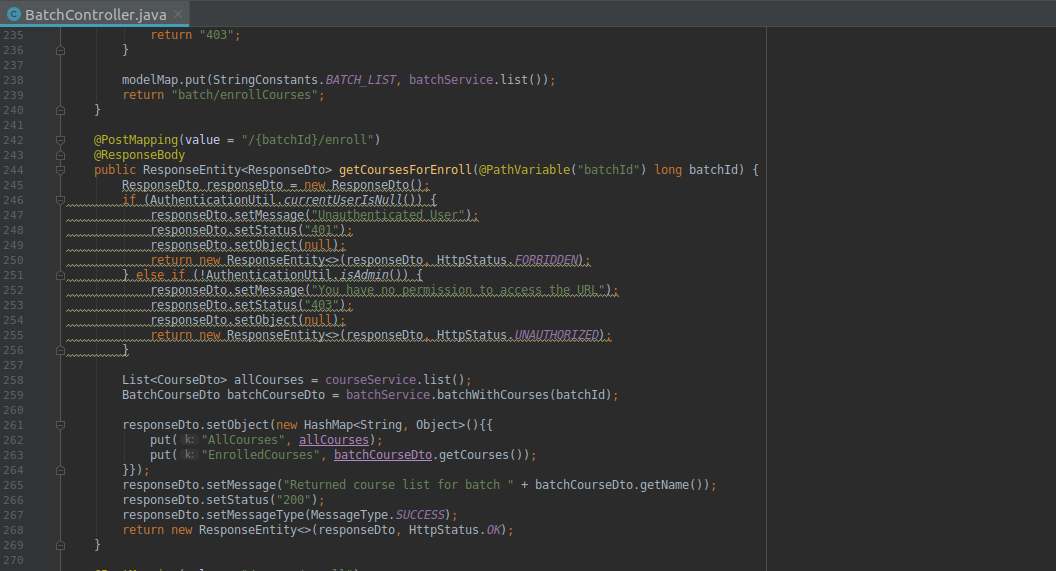 BatchController.java
235 return "403";
236 }
237
238 modelMap.put(StringConstants.BATCH_LIST, batchService.list());
239 return "batch/enrollCourses";
240 }
241
242 @PostMapping(value = "/{batchId}/enroll")
243 @ResponseBody
244 public ResponseEntity<ResponseDto> getCoursesForEnroll(@PathVariable("batchId") long batchId) {
245 ResponseDto responseDto = new ResponseDto();
246 if (AuthenticationUtil.currentUserIsNull()) {
247 responseDto.setMessage("Unauthenticated User");
248 responseDto.setStatus("401");
249 responseDto.setObject(null);
250 return new ResponseEntity<>(responseDto, HttpStatus.FORBIDDEN);
251 } else if (!AuthenticationUtil.isAdmin()) {
252 responseDto.setMessage("You have no permission to access the URL");
253 responseDto.setStatus("403");
254 responseDto.setObject(null);
255 return new ResponseEntity<>(responseDto, HttpStatus.UNAUTHORIZED);
256 }
257
258 List<CourseDto> allCourses = courseService.list();
259 BatchCourseDto batchCourseDto = batchService.batchWithCourses(batchId);
260
261 responseDto.setObject(new HashMap<String, Object>(){{
262 put( k: "AllCourses", allCourses);
263 put( k: "EnrolledCourses", batchCourseDto.getCourses());
264 }});
265 responseDto.setMessage("Returned course list for batch " + batchCourseDto.getName());
266 responseDto.setStatus("200");
267 responseDto.setMessageType(MessageType.SUCCESS);
268 return new ResponseEntity<>(responseDto, HttpStatus.OK);
269 }
270